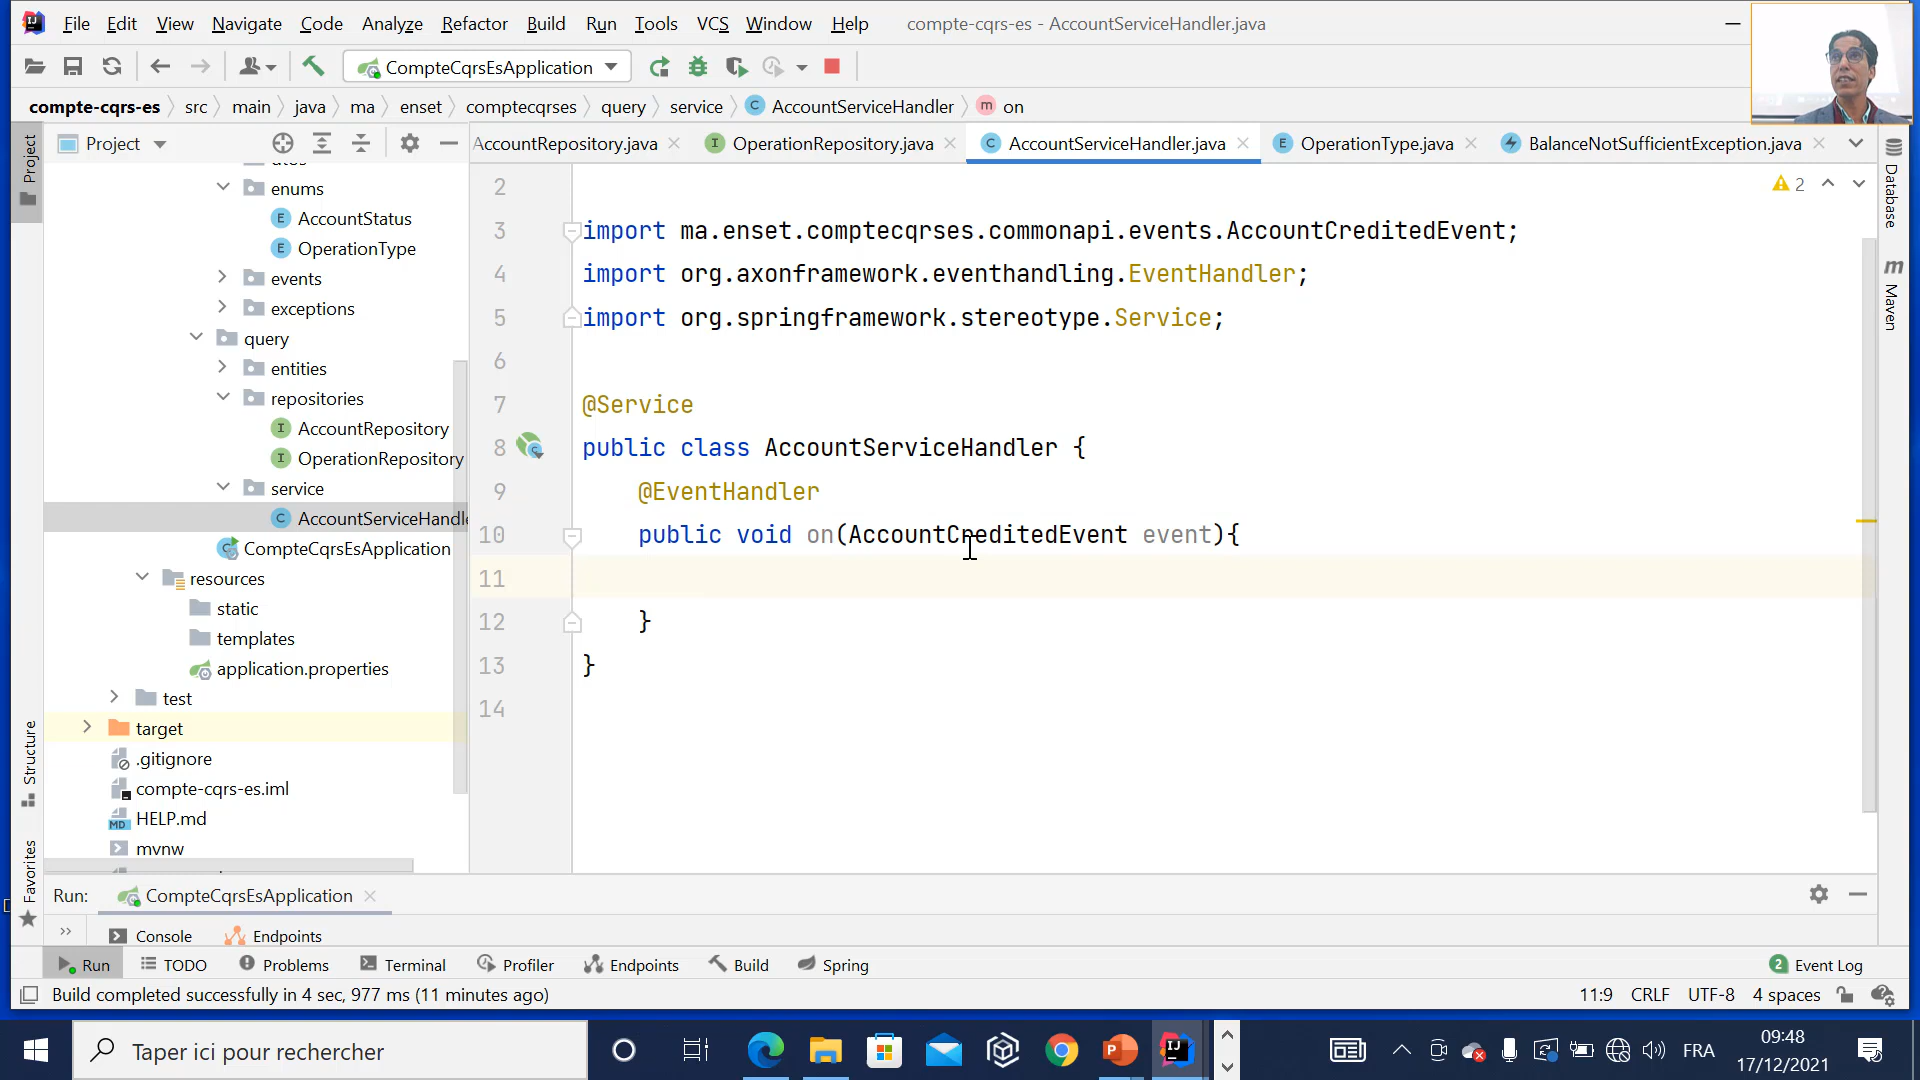 File Edit View Navigate Code Analyze Refactor Build Run Tools VCS Window Help compte-cqrs-es - AccountServiceHandler.java
CompteCqrsEsApplication
compte-cqrs-es src main java ma enset comptecqrses query service AccountServiceHandler on
Project AccountRepository.java OperationRepository.java AccountServiceHandler.java OperationType.java BalanceNotSufficientException.java
Project
Structure
Favorites
Database
Maven
enums
AccountStatus
OperationType
events
exceptions
query
entities
repositories
AccountRepository
OperationRepository
service
AccountServiceHandle
CompteCqrsEsApplication
resources
static
templates
application.properties
test
target
.gitignore
compte-cqrs-es.iml
HELP.md
mvnw
2
2
3 import ma.enset.comptecqrses.commonapi.events.AccountCreditedEvent;
4 import org.axonframework.eventhandling.EventHandler;
5 import org.springframework.stereotype.Service;
6
7 @Service
8 public class AccountServiceHandler {
9 @EventHandler
10 public void on(AccountCreditedEvent event){
11
12 }
13 }
14
Run: CompteCqrsEsApplication
Console Endpoints
Run TODO Problems Terminal Profiler Endpoints Build Spring 2 Event Log
Build completed successfully in 4 sec, 977 ms (11 minutes ago) 11:9 CRLF UTF-8 4 spaces
Taper ici pour rechercher FRA 09:48
17/12/2021